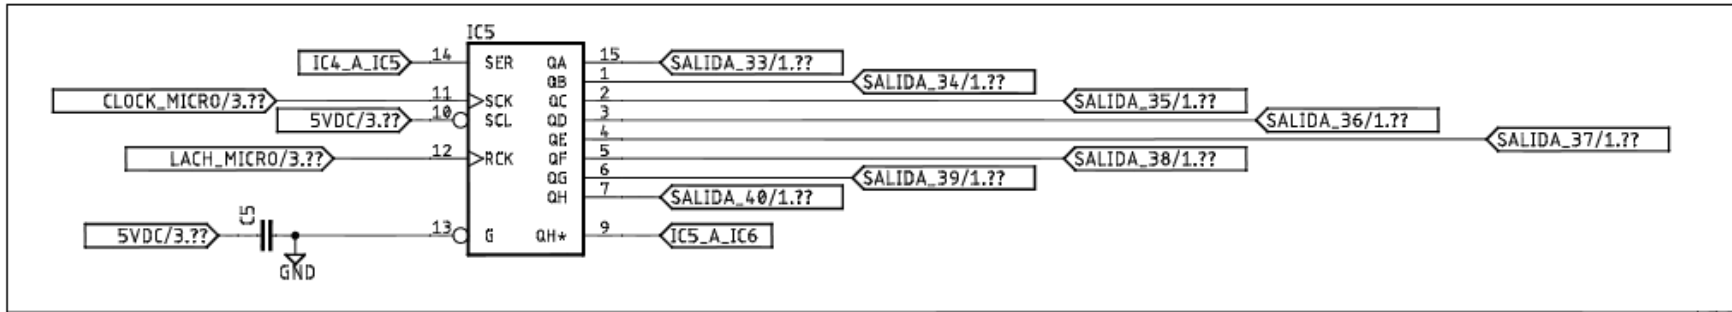 IC5
IC4_A_IC5 14 SER QA 15 SALIDA_33/1.??
QB 1 SALIDA_34/1.??
CLOCK_MICRO/3.?? 11 SCK QC 2 SALIDA_35/1.??
5VDC/3.?? 10 SCL QD 3 SALIDA_36/1.??
QE 4 SALIDA_37/1.??
LACH_MICRO/3.?? 12 RCK QF 5 SALIDA_38/1.??
QG 6 SALIDA_39/1.??
QH 7 SALIDA_40/1.??
5VDC/3.?? C5 13 G QH* 9 IC5_A_IC6
GND